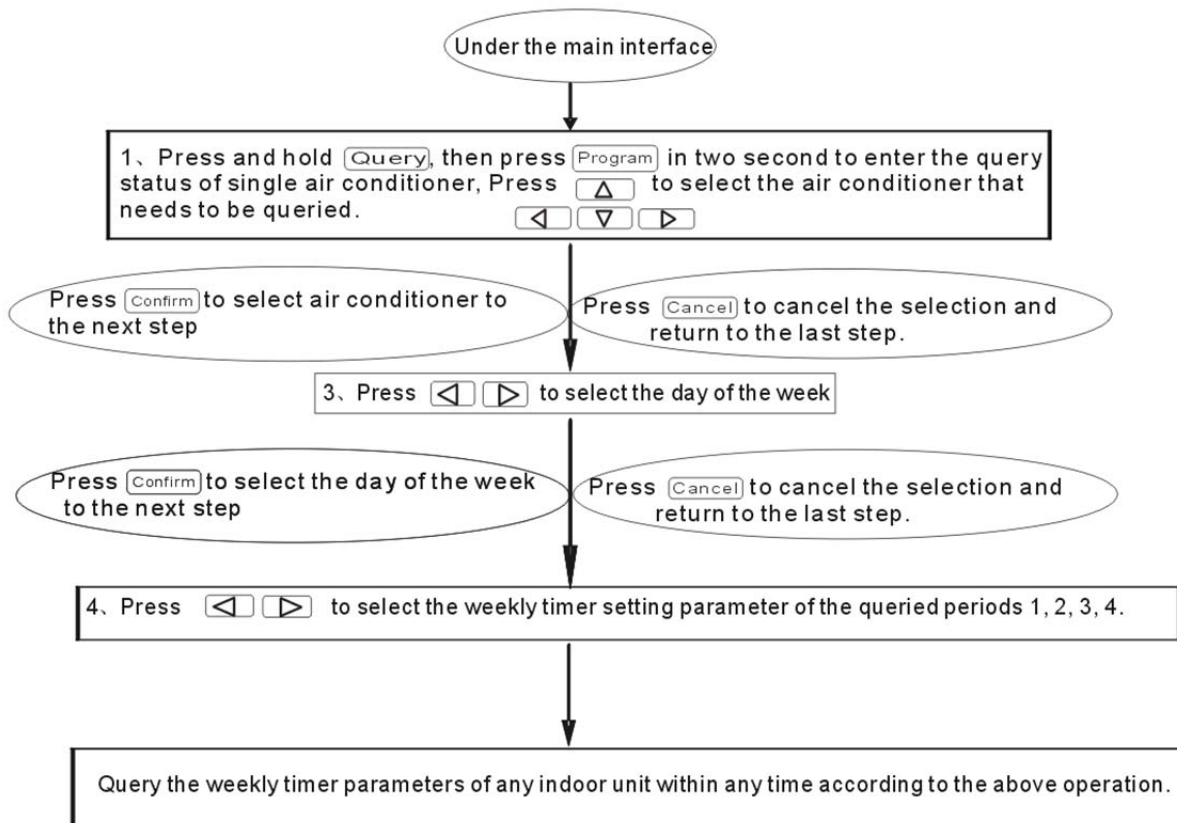 Under the main interface
1、Press and hold Query, then press Program in two second to enter the query
status of single air conditioner, Press △ to select the air conditioner that
needs to be queried. ◁ ▽ ▷
Press Confirm to select air conditioner to
the next step
Press Cancel to cancel the selection and
return to the last step.
3、Press ◁ ▷ to select the day of the week
Press Confirm to select the day of the week
to the next step
Press Cancel to cancel the selection and
return to the last step.
4、Press ◁ ▷ to select the weekly timer setting parameter of the queried periods 1, 2, 3, 4.
Query the weekly timer parameters of any indoor unit within any time according to the above operation.